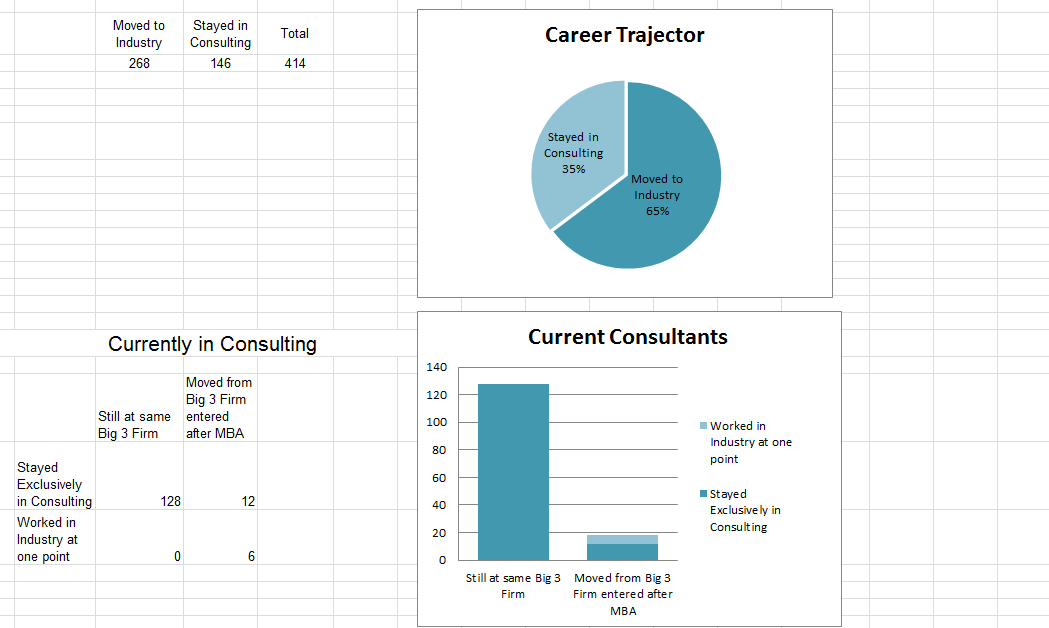 Moved to Industry Stayed in Consulting Total
268 146 414
Career Trajector
Stayed in
Consulting
35%
Moved to
Industry
65%
Currently in Consulting
Still at same Big 3 Firm Moved from Big 3 Firm entered after MBA
Stayed Exclusively in Consulting 128 12
Worked in Industry at one point 0 6
Current Consultants
140
120
100
80
60
40
20
0
Still at same Big 3
Firm
Moved from Big 3
Firm entered after
MBA
Worked in
Industry at one
point
Stayed
Exclusively in
Consulting